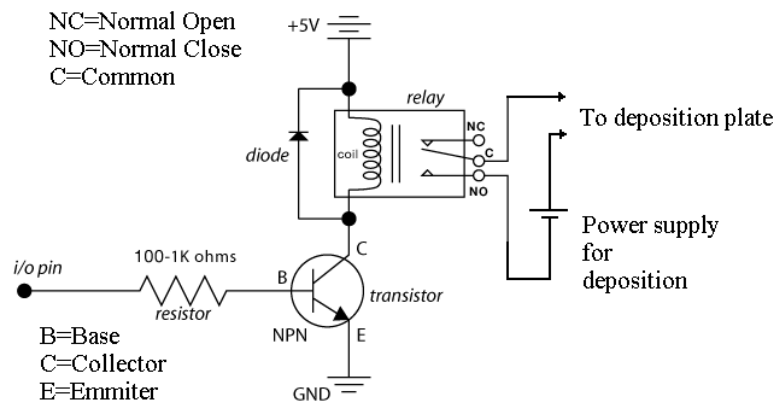 NC=Normal Open
NO=Normal Close
C=Common
+5V
relay
NC
C
NO
coil
diode
To deposition plate
Power supply
for
deposition
i/o pin
100-1K ohms
resistor
B
C
transistor
NPN
E
B=Base
C=Collector
E=Emmiter
GND